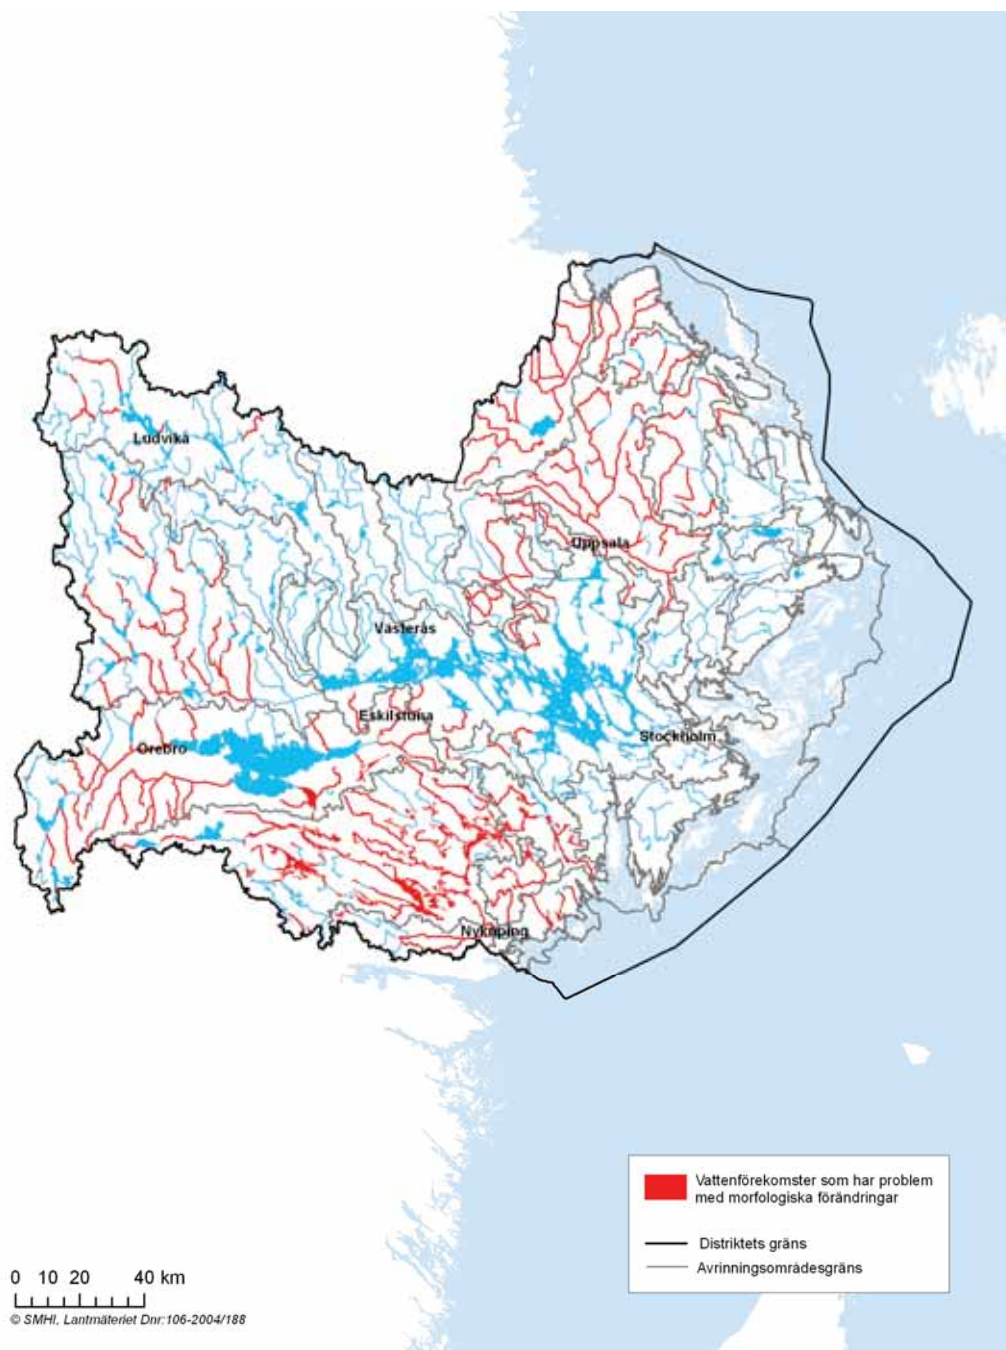 Ludvika
Uppsala
Västerås
Eskilstuna
Örebro
Stockholm
Nyköping
Vattenförekomster som har problem
med morfologiska förändringar
Distriktets gräns
Avrinningsområdesgräns
0 10 20 40 km
© SMHI, Lantmäteriet Dnr:106-2004/188